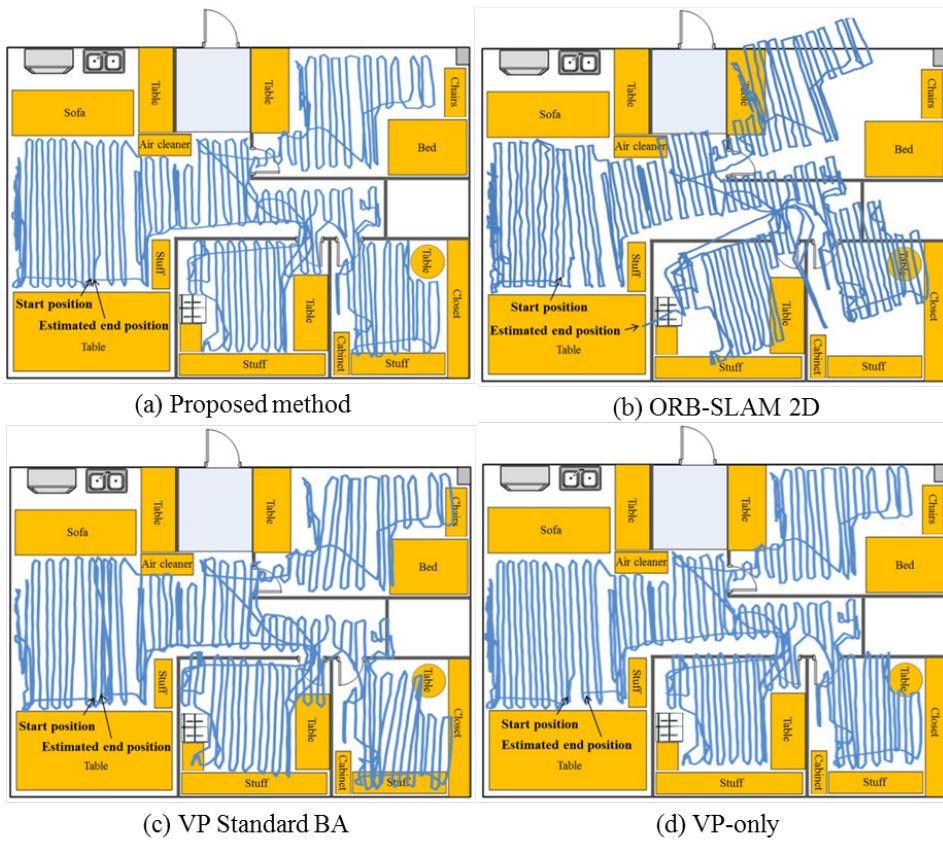 Table
Table
Chairs
Sofa
Air cleaner
Bed
Stuff
Table
Closet
Start position
Estimated end position
Table
Table
Cabinet
Stuff
Stuff
(a) Proposed method
Table
Table
Chairs
Sofa
Air cleaner
Bed
Stuff
Table
Closet
Start position
Estimated end position
Table
Table
Cabinet
Stuff
Stuff
(b) ORB-SLAM 2D
Table
Table
Chairs
Sofa
Air cleaner
Bed
Stuff
Table
Closet
Start position
Estimated end position
Table
Table
Cabinet
Stuff
Stuff
(c) VP Standard BA
Table
Table
Chairs
Sofa
Air cleaner
Bed
Stuff
Table
Closet
Start position
Estimated end position
Table
Table
Cabinet
Stuff
Stuff
(d) VP-only